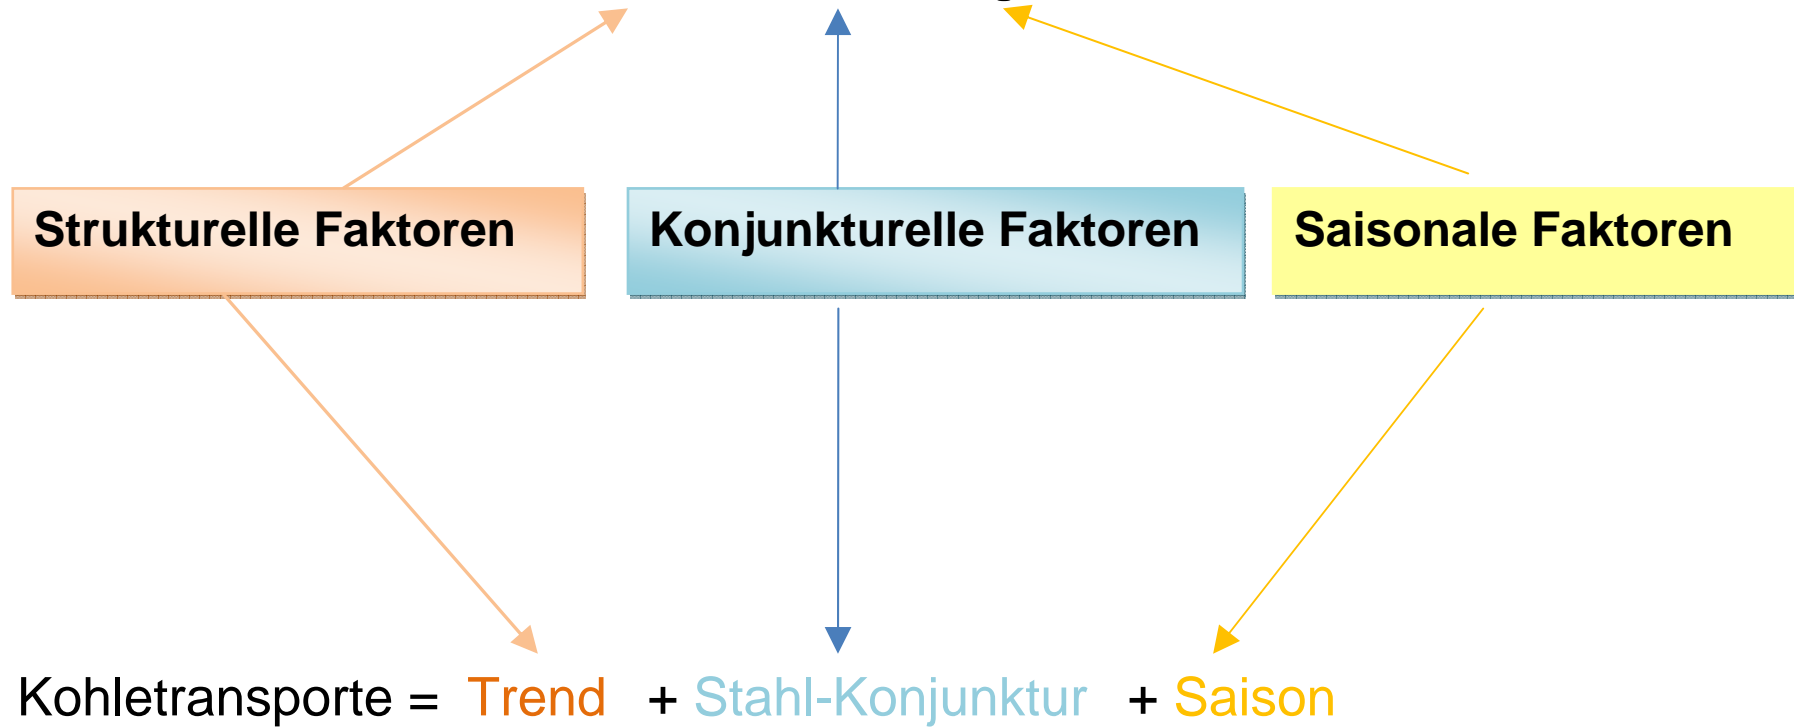 Strukturelle Faktoren Konjunkturelle Faktoren Saisonale Faktoren
Kohletransporte = Trend + Stahl-Konjunktur + Saison